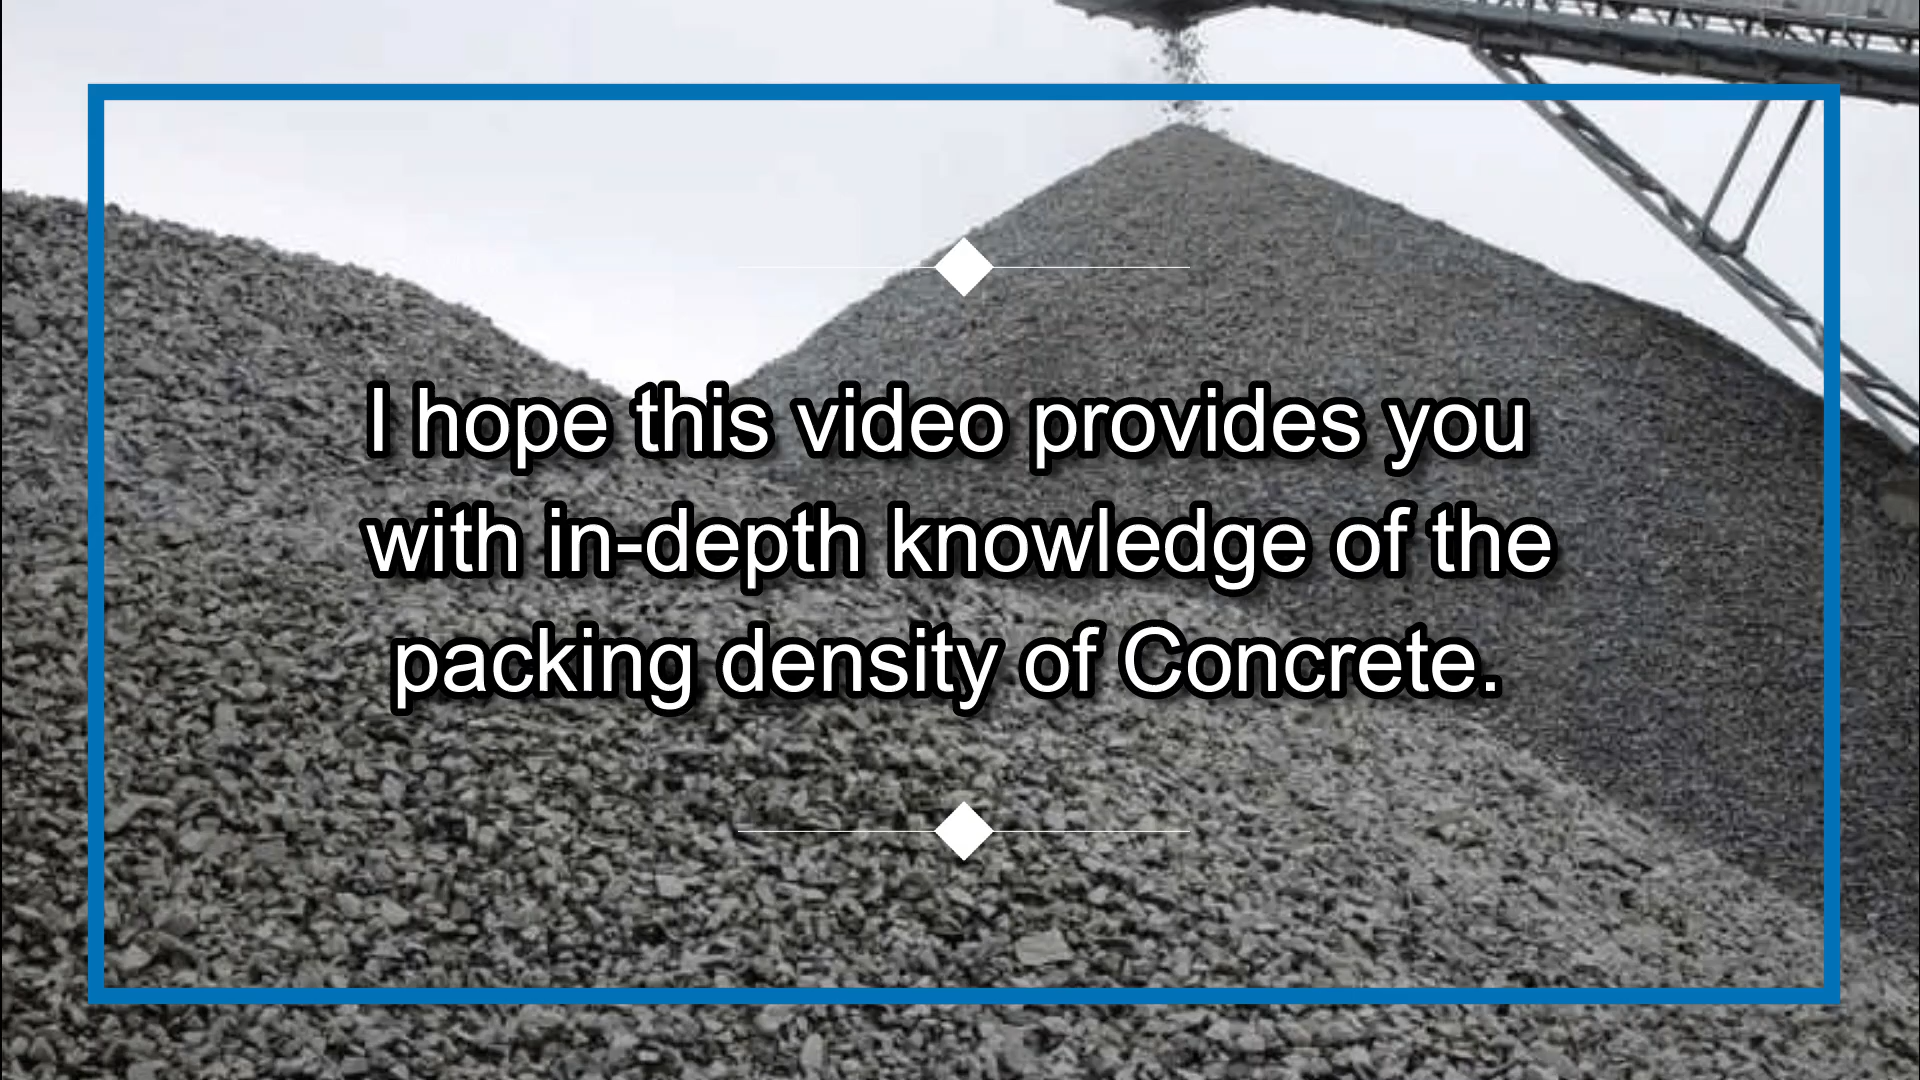 I hope this video provides you
with in-depth knowledge of the
packing density of Concrete.